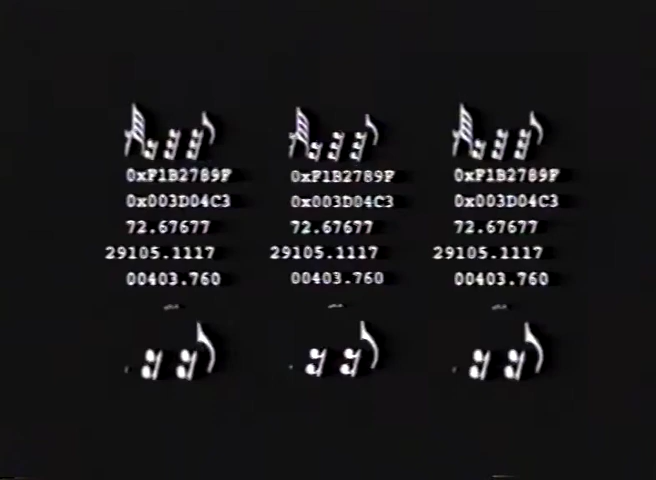 0xF1B2789F 0xF1B2789F 0xF1B2789F
0x003D04C3 0x003D04C3 0x003D04C3
72.67677 72.67677 72.67677
29105.1117 29105.1117 29105.1117
00403.760 00403.760 00403.760